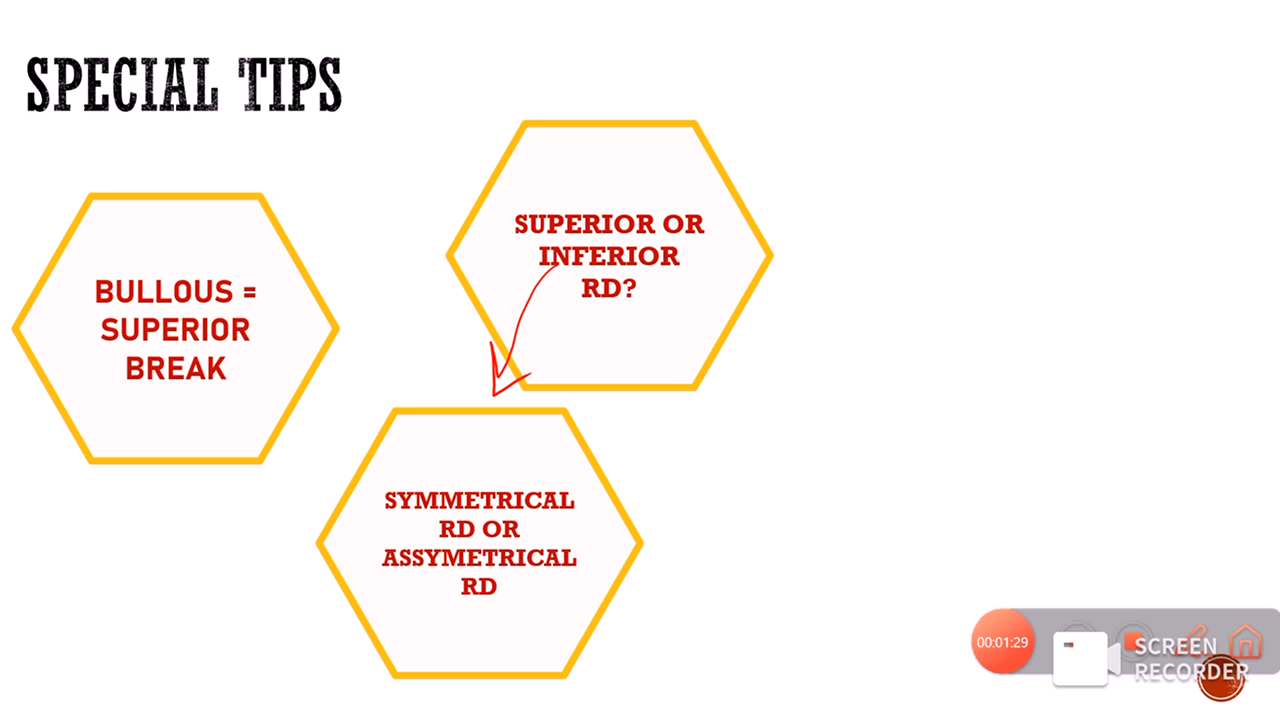 SPECIAL TIPS
BULLOUS =
SUPERIOR
BREAK
SUPERIOR OR
INFERIOR
RD?
SYMMETRICAL
RD OR
ASSYMETRICAL
RD
00:01:29
SCREEN
RECORDER